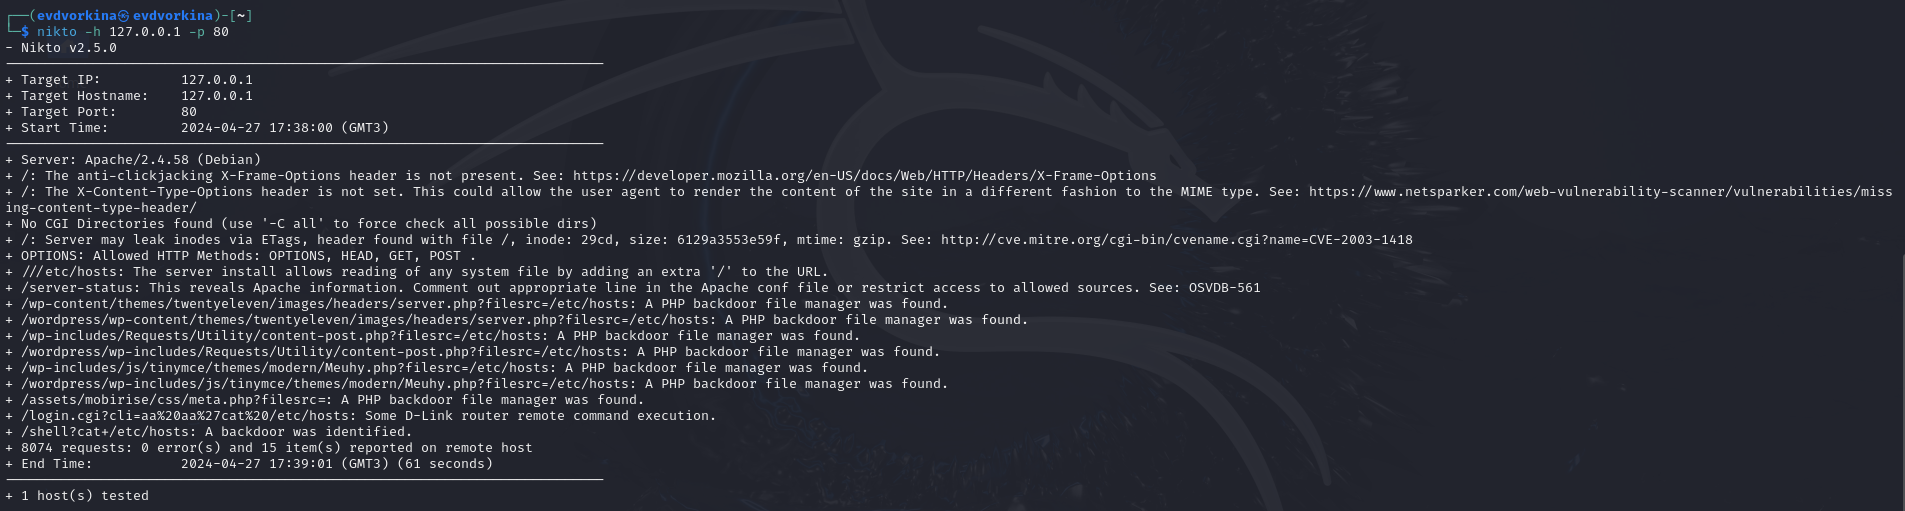 ┌──(evdvorkina㉿evdvorkina)-[~]
└─$ nikto -h 127.0.0.1 -p 80
- Nikto v2.5.0
---------------------------------------------------------------------------
+ Target IP:          127.0.0.1
+ Target Hostname:    127.0.0.1
+ Target Port:        80
+ Start Time:         2024-04-27 17:38:00 (GMT3)
---------------------------------------------------------------------------
+ Server: Apache/2.4.58 (Debian)
+ /: The anti-clickjacking X-Frame-Options header is not present. See: https://developer.mozilla.org/en-US/docs/Web/HTTP/Headers/X-Frame-Options
+ /: The X-Content-Type-Options header is not set. This could allow the user agent to render the content of the site in a different fashion to the MIME type. See: https://www.netsparker.com/web-vulnerability-scanner/vulnerabilities/miss
ing-content-type-header/
+ No CGI Directories found (use '-C all' to force check all possible dirs)
+ /: Server may leak inodes via ETags, header found with file /, inode: 29cd, size: 6129a3553e59f, mtime: gzip. See: http://cve.mitre.org/cgi-bin/cvename.cgi?name=CVE-2003-1418
+ OPTIONS: Allowed HTTP Methods: OPTIONS, HEAD, GET, POST .
+ ///etc/hosts: The server install allows reading of any system file by adding an extra '/' to the URL.
+ /server-status: This reveals Apache information. Comment out appropriate line in the Apache conf file or restrict access to allowed sources. See: OSVDB-561
+ /wp-content/themes/twentyeleven/images/headers/server.php?filesrc=/etc/hosts: A PHP backdoor file manager was found.
+ /wordpress/wp-content/themes/twentyeleven/images/headers/server.php?filesrc=/etc/hosts: A PHP backdoor file manager was found.
+ /wp-includes/Requests/Utility/content-post.php?filesrc=/etc/hosts: A PHP backdoor file manager was found.
+ /wordpress/wp-includes/Requests/Utility/content-post.php?filesrc=/etc/hosts: A PHP backdoor file manager was found.
+ /wp-includes/js/tinymce/themes/modern/Meuhy.php?filesrc=/etc/hosts: A PHP backdoor file manager was found.
+ /wordpress/wp-includes/js/tinymce/themes/modern/Meuhy.php?filesrc=/etc/hosts: A PHP backdoor file manager was found.
+ /assets/mobirise/css/meta.php?filesrc=: A PHP backdoor file manager was found.
+ /login.cgi?cli=aa%20aa%27cat%20/etc/hosts: Some D-Link router remote command execution.
+ /shell?cat+/etc/hosts: A backdoor was identified.
+ 8074 requests: 0 error(s) and 15 item(s) reported on remote host
+ End Time:           2024-04-27 17:39:01 (GMT3) (61 seconds)
---------------------------------------------------------------------------
+ 1 host(s) tested